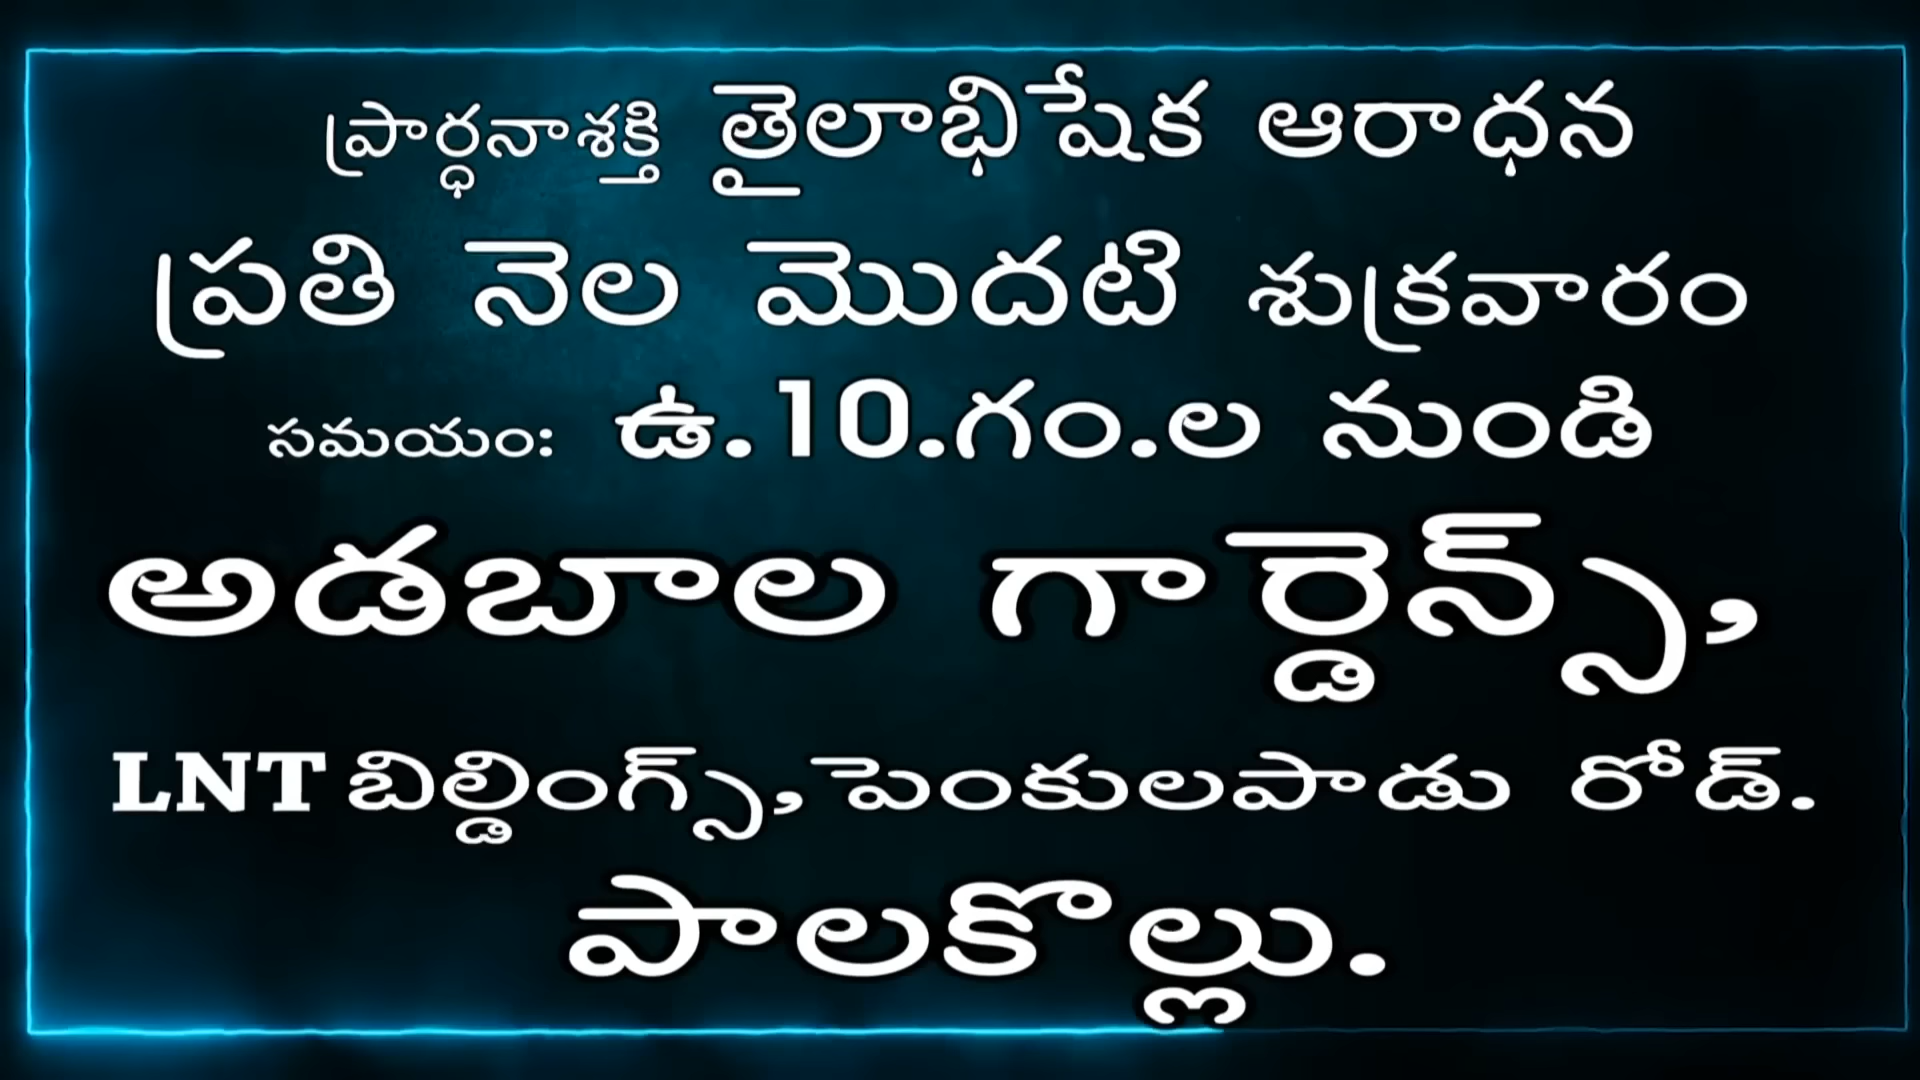 ప్రార్ధనాశక్తి తైలాభిషేక ఆరాధన
ప్రతి నెల మొదటి శుక్రవారం
సమయం: ఉ.10.గం.ల నుండి
అడబాల గార్డెన్స్,
LNT బిల్డింగ్స్,పెంకులపాడు రోడ్.
పాలకొల్లు.